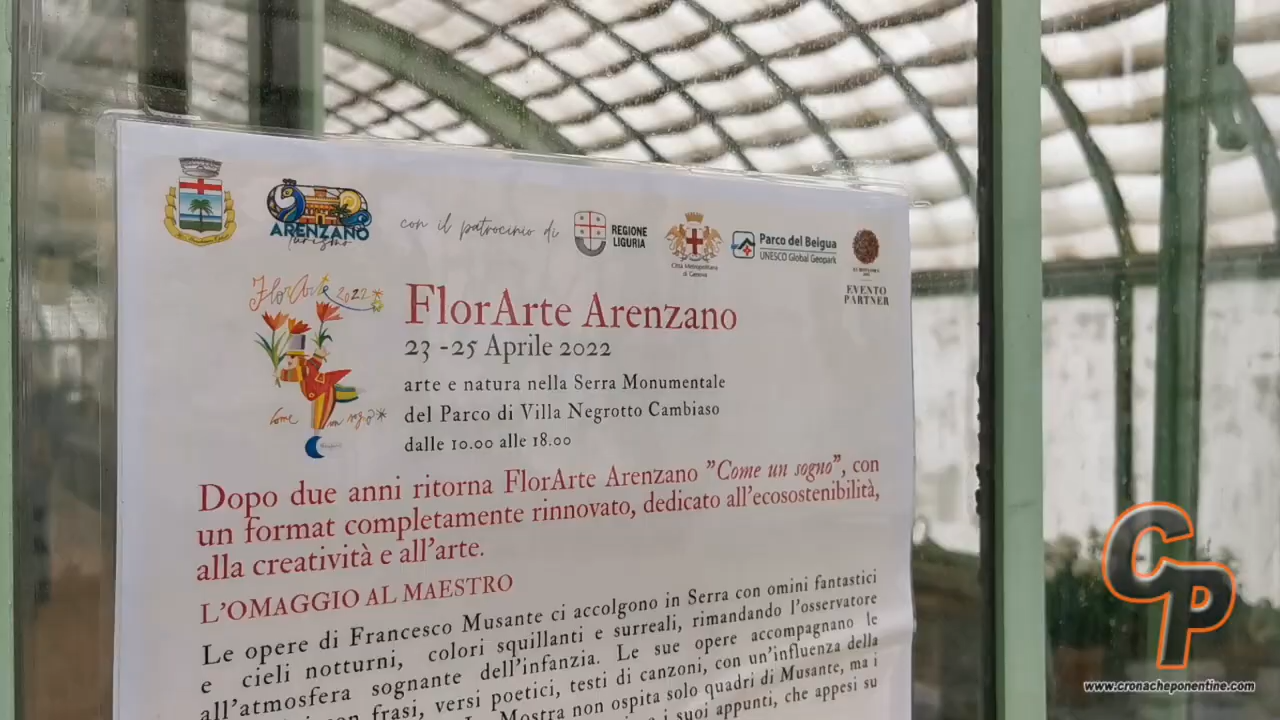 ARENZANO
Turismo
con il patrocinio di
REGIONE
LIGURIA
Città Metropolitana
di Genova
Parco del Beigua
UNESCO Global Geopark
EVENTO
PARTNER
FlorArte 2022
Come un sogno
FlorArte Arenzano
23 -25 Aprile 2022
arte e natura nella Serra Monumentale
del Parco di Villa Negrotto Cambiaso
dalle 10.00 alle 18.00
Dopo due anni ritorna FlorArte Arenzano ”Come un sogno”, con
un format completamente rinnovato, dedicato all’ecosostenibilità,
alla creatività e all’arte.
L’OMAGGIO AL MAESTRO
Le opere di Francesco Musante ci accolgono in Serra con omini fantastici
e cieli notturni, colori squillanti e surreali, rimandando l’osservatore
all’atmosfera sognante dell’infanzia. Le sue opere accompagnano le
con frasi, versi poetici, testi di canzoni, con un’influenza della
Mostra non ospita solo quadri di Musante, ma i
i suoi appunti, che appesi su
CP
www.cronacheponentine.com